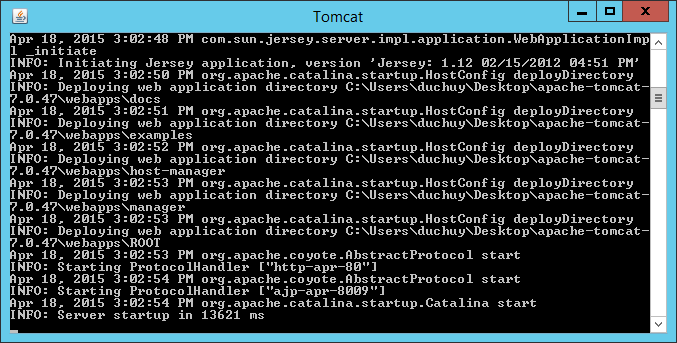 Tomcat
Apr 18, 2015 3:02:48 PM com.sun.jersey.server.impl.application.WebApplicationImp
l _initiate
INFO: Initiating Jersey application, version 'Jersey: 1.12 02/15/2012 04:51 PM'
Apr 18, 2015 3:02:50 PM org.apache.catalina.startup.HostConfig deployDirectory
INFO: Deploying web application directory C:\Users\duchuy\Desktop\apache-tomcat-
7.0.47\webapps\docs
Apr 18, 2015 3:02:51 PM org.apache.catalina.startup.HostConfig deployDirectory
INFO: Deploying web application directory C:\Users\duchuy\Desktop\apache-tomcat-
7.0.47\webapps\examples
Apr 18, 2015 3:02:52 PM org.apache.catalina.startup.HostConfig deployDirectory
INFO: Deploying web application directory C:\Users\duchuy\Desktop\apache-tomcat-
7.0.47\webapps\host-manager
Apr 18, 2015 3:02:53 PM org.apache.catalina.startup.HostConfig deployDirectory
INFO: Deploying web application directory C:\Users\duchuy\Desktop\apache-tomcat-
7.0.47\webapps\manager
Apr 18, 2015 3:02:53 PM org.apache.catalina.startup.HostConfig deployDirectory
INFO: Deploying web application directory C:\Users\duchuy\Desktop\apache-tomcat-
7.0.47\webapps\ROOT
Apr 18, 2015 3:02:53 PM org.apache.coyote.AbstractProtocol start
INFO: Starting ProtocolHandler ["http-apr-80"]
Apr 18, 2015 3:02:54 PM org.apache.coyote.AbstractProtocol start
INFO: Starting ProtocolHandler ["ajp-apr-8009"]
Apr 18, 2015 3:02:54 PM org.apache.catalina.startup.Catalina start
INFO: Server startup in 13621 ms